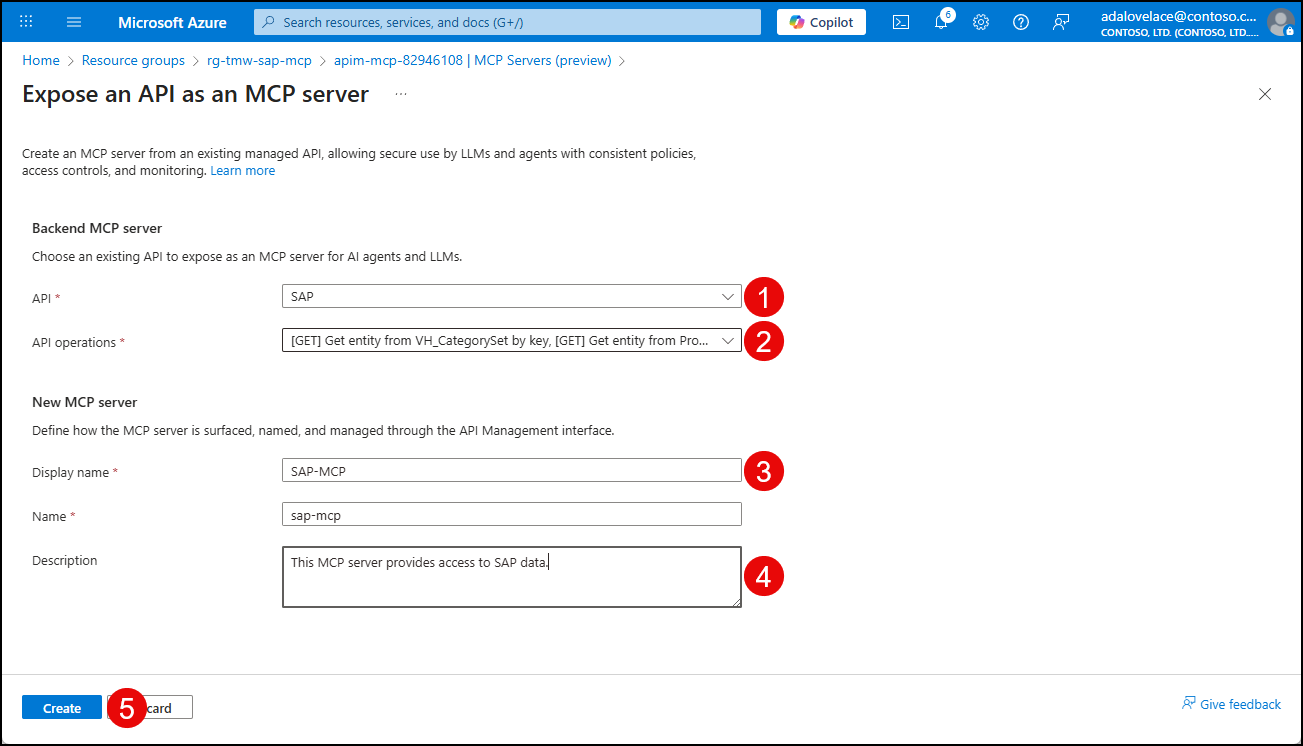 Microsoft Azure
Search resources, services, and docs (G+/)
Copilot
6
adalovelace@contoso.c...
CONTOSO, LTD. (CONTOSO, LTD....
Home > Resource groups > rg-tmw-sap-mcp > apim-mcp-82946108 | MCP Servers (preview) >
Expose an API as an MCP server ...
Create an MCP server from an existing managed API, allowing secure use by LLMs and agents with consistent policies,
access controls, and monitoring. Learn more
Backend MCP server
Choose an existing API to expose as an MCP server for AI agents and LLMs.
API * SAP 1
API operations * [GET] Get entity from VH_CategorySet by key, [GET] Get entity from Pro... 2
New MCP server
Define how the MCP server is surfaced, named, and managed through the API Management interface.
Display name * SAP-MCP 3
Name * sap-mcp
Description This MCP server provides access to SAP data. 4
Create 5 card
Give feedback